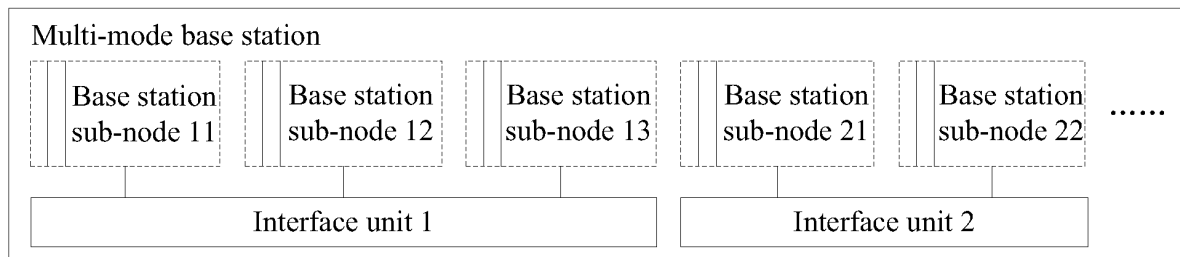 Multi-mode base station
Base station
sub-node 11
Base station
sub-node 12
Base station
sub-node 13
Base station
sub-node 21
Base station
sub-node 22
......
Interface unit 1
Interface unit 2